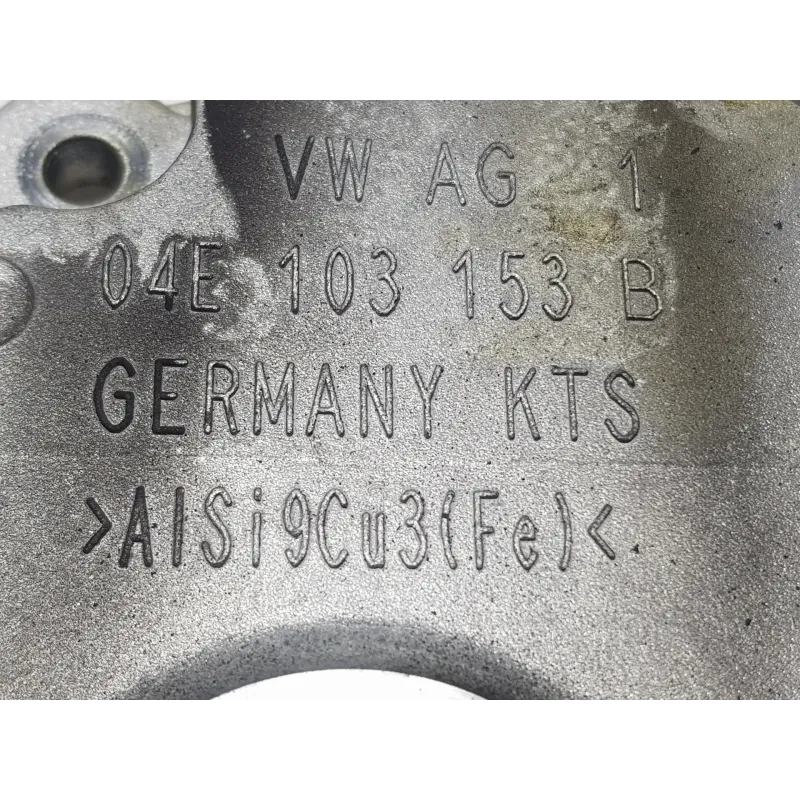 VW AG 1
04E 103 153 B
GERMANY KTS
>AlSi9Cu3(Fe)<